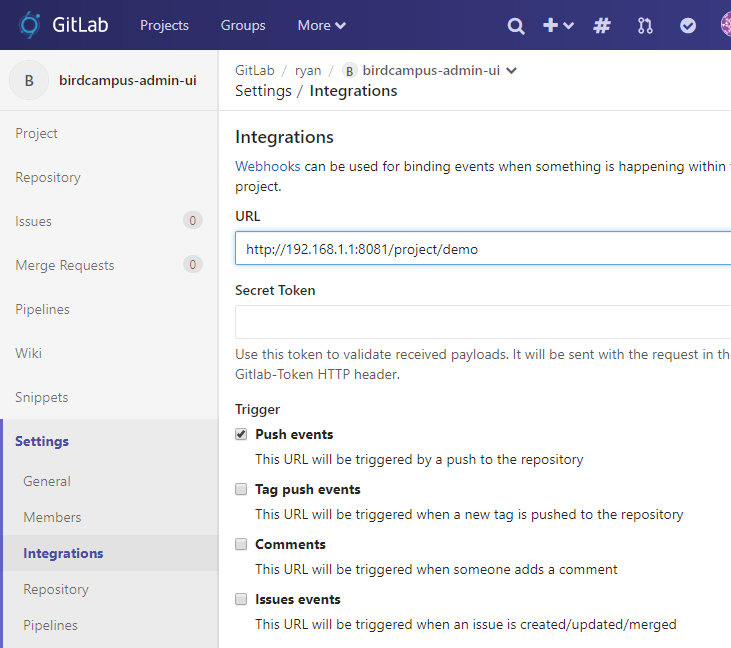 GitLab Projects Groups More
B birdcampus-admin-ui
Project
Repository
Issues 0
Merge Requests 0
Pipelines
Wiki
Snippets
Settings
General
Members
Integrations
Repository
Pipelines
GitLab / ryan / B birdcampus-admin-ui
Settings / Integrations
Integrations
Webhooks can be used for binding events when something is happening within
project.
URL
http://192.168.1.1:8081/project/demo
Secret Token
Use this token to validate received payloads. It will be sent with the request in the
Gitlab-Token HTTP header.
Trigger
Push events
This URL will be triggered by a push to the repository
Tag push events
This URL will be triggered when a new tag is pushed to the repository
Comments
This URL will be triggered when someone adds a comment
Issues events
This URL will be triggered when an issue is created/updated/merged